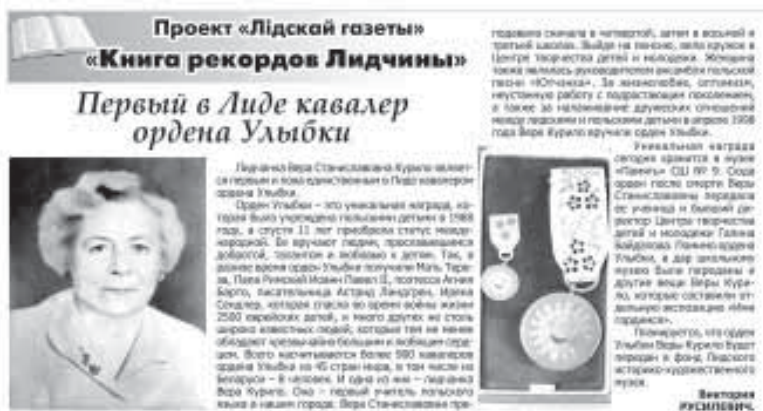 Проект «Лідскай газеты»
«Книга рекордов Лидчины»
Первый в Лиде кавалер
ордена Улыбки
Лидчанка Вера Станиславовна Курило являет-
ся первым и пока единственным в Лиде кавалером
ордена Улыбки.
Орден Улыбки – это уникальная награда, ко-
торая была учреждена польскими детьми в 1968
году, а спустя 11 лет приобрела статус между-
народной. Ее вручают людям, прославившимся
добротой, талантом и любовью к детям. Так, в
разное время орден Улыбки получили Мать Тере-
за, Папа Римский Иоанн Павел II, поэтесса Агния
Барто, писательница Астрид Линдгрен, Ирена
Сендлер, которая спасла во время войны жизни
2500 еврейских детей, и много других не столь
широко известных людей, которые тем не менее
обладают чрезвычайно большим и любящим серд-
цем. Всего насчитывается более 900 кавалеров
ордена Улыбки из 45 стран мира, в том числе из
Беларуси – 8 человек. И одна из них – лидчанка
Вера Курило. Она – первый учитель польского
языка в нашем городе. Вера Станиславовна пре-
подавала сначала в четвертой, затем в восьмой и
третьей школах. Выйдя на пенсию, вела кружок в
Центре творчества детей и молодежи. Женщина
также являлась руководителем ансамбля польской
песни За жизнелюбие, оптимизм,
неустанную работу с подрастающим поколением,
а также за налаживание дружеских отношений
между лидскими и польскими детьми в апреле 1998
года Вере Курило вручили орден Улыбки.
Уникальная награда
сегодня хранится в музее
«Память» СШ № 9. Сюда
орден после смерти Веры
Станиславовны передала
ее ученица и бывший ди-
ректор Центра творчества
детей и молодежи Галина
Помимо ордена
Улыбки, в дар школьному
музею были переданы и
другие вещи Веры Кури-
ло, которые составили от-
дельную экспозицию «Ими
гордимся».
Планируется, что орден
Улыбки Веры Курило будет
передан в фонд Лидского
историко-художественного
музея.
Виктория
РУСИЛЕВИЧ.